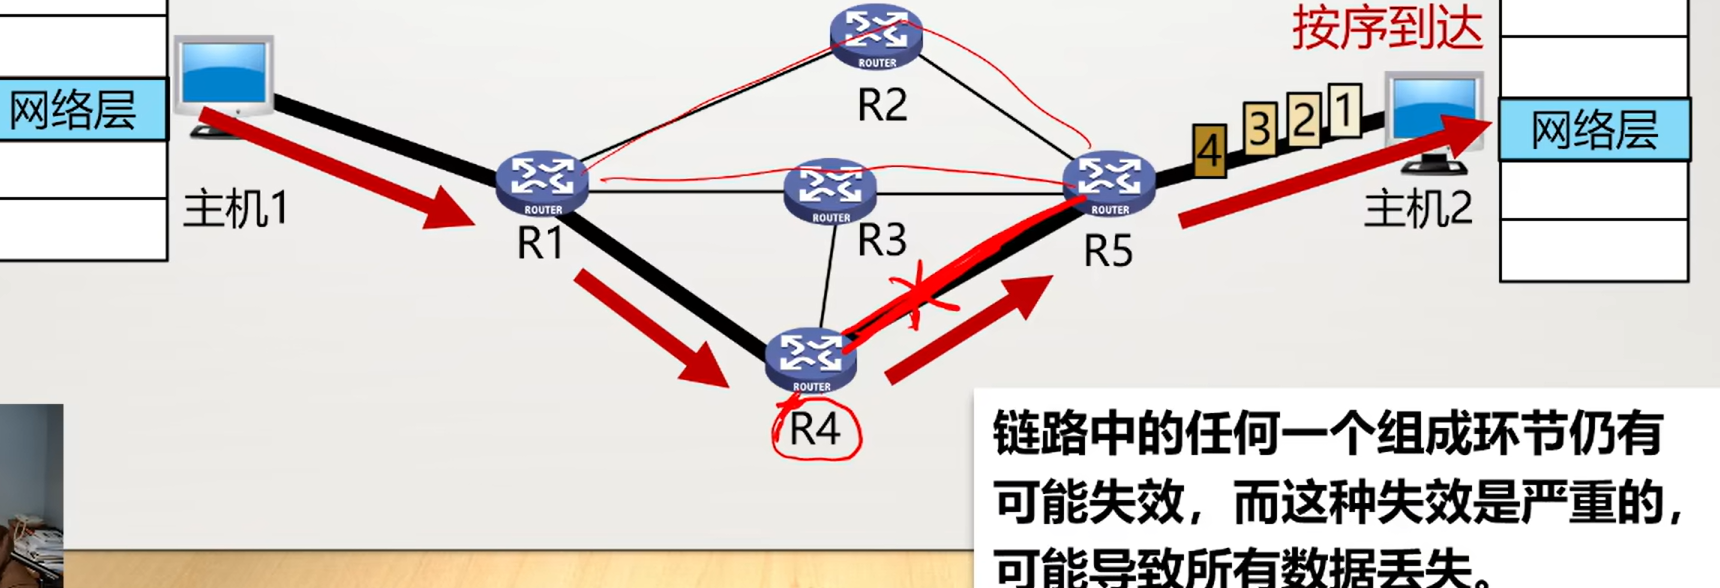 按序到达
网络层
主机1
ROUTER
R2
4
3
2
1
网络层
主机2
ROUTER
R1
ROUTER
R3
ROUTER
R5
ROUTER
R4
链路中的任何一个组成环节仍有
可能失效，而这种失效是严重的，
可能导致所有数据丢失。